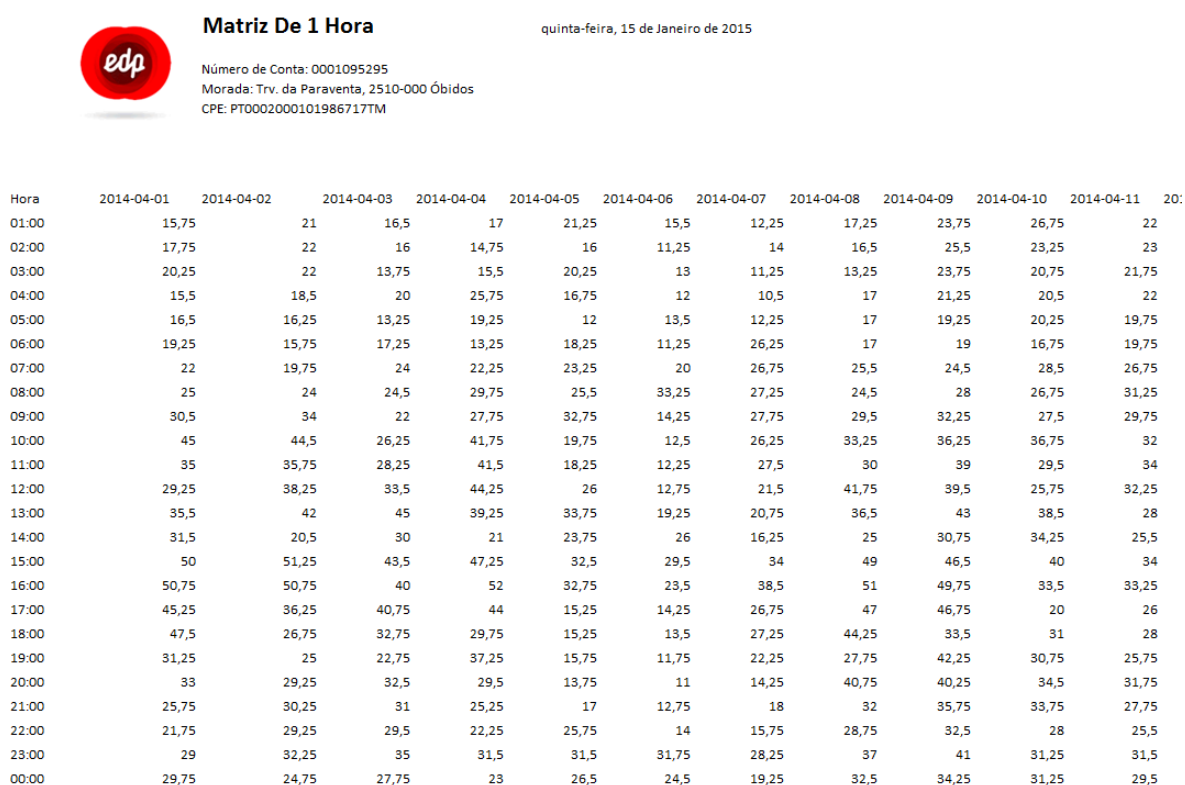 Matriz De 1 Hora quinta-feira, 15 de Janeiro de 2015
edp
Número de Conta: 0001095295
Morada: Trv. da Paraventa, 2510-000 Óbidos
CPE: PT0002000101986717TM
Hora 2014-04-01 2014-04-02 2014-04-03 2014-04-04 2014-04-05 2014-04-06 2014-04-07 2014-04-08 2014-04-09 2014-04-10 2014-04-11
01:00 15,75 21 16,5 17 21,25 15,5 12,25 17,25 23,75 26,75 22
02:00 17,75 22 16 14,75 16 11,25 14 16,5 25,5 23,25 23
03:00 20,25 22 13,75 15,5 20,25 13 11,25 13,25 23,75 20,75 21,75
04:00 15,5 18,5 20 25,75 16,75 12 10,5 17 21,25 20,5 22
05:00 16,5 16,25 13,25 19,25 12 13,5 12,25 17 19,25 20,25 19,75
06:00 19,25 15,75 17,25 13,25 18,25 11,25 26,25 17 19 16,75 19,75
07:00 22 19,75 24 22,25 23,25 20 26,75 25,5 24,5 28,5 26,75
08:00 25 24 24,5 29,75 25,5 33,25 27,25 24,5 28 26,75 31,25
09:00 30,5 34 22 27,75 32,75 14,25 27,75 29,5 32,25 27,5 29,75
10:00 45 44,5 26,25 41,75 19,75 12,5 26,25 33,25 36,25 36,75 32
11:00 35 35,75 28,25 41,5 18,25 12,25 27,5 30 39 29,5 34
12:00 29,25 38,25 33,5 44,25 26 12,75 21,5 41,75 39,5 25,75 32,25
13:00 35,5 42 45 39,25 33,75 19,25 20,75 36,5 43 38,5 28
14:00 31,5 20,5 30 21 23,75 26 16,25 25 30,75 34,25 25,5
15:00 50 51,25 43,5 47,25 32,5 29,5 34 49 46,5 40 34
16:00 50,75 50,75 40 52 32,75 23,5 38,5 51 49,75 33,5 33,25
17:00 45,25 36,25 40,75 44 15,25 14,25 26,75 47 46,75 20 26
18:00 47,5 26,75 32,75 29,75 15,25 13,5 27,25 44,25 33,5 31 28
19:00 31,25 25 22,75 37,25 15,75 11,75 22,25 27,75 42,25 30,75 25,75
20:00 33 29,25 32,5 29,5 13,75 11 14,25 40,75 40,25 34,5 31,75
21:00 25,75 30,25 31 25,25 17 12,75 18 32 35,75 33,75 27,75
22:00 21,75 29,25 29,5 22,25 25,75 14 15,75 28,75 32,5 28 25,5
23:00 29 32,25 35 31,5 31,5 31,75 28,25 37 41 31,25 31,5
00:00 29,75 24,75 27,75 23 26,5 24,5 19,25 32,5 34,25 31,25 29,5